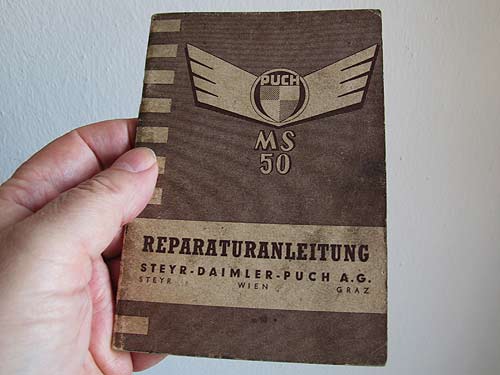 PUCH
MS
50
REPARATURANLEITUNG
STEYR-DAIMLER-PUCH A.G.
STEYR WIEN GRAZ